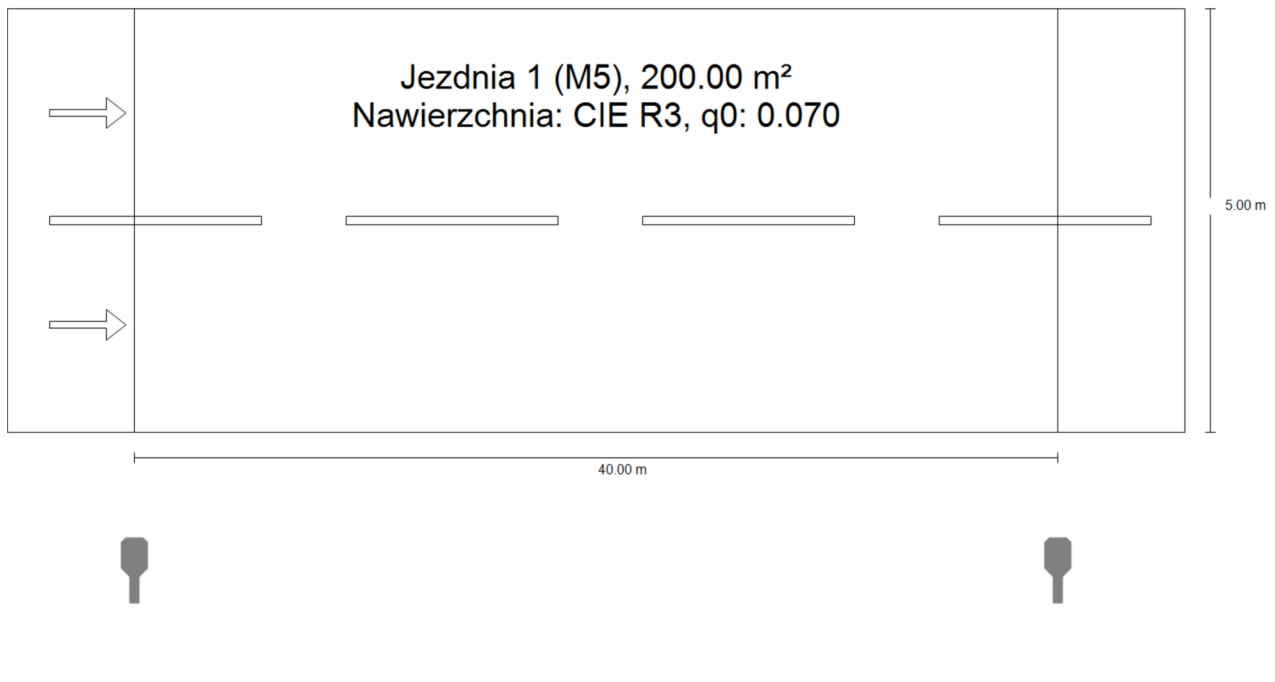 Jezdnia 1 (M5), 200.00 m²
Nawierzchnia: CIE R3, q0: 0.070
5.00 m
40.00 m